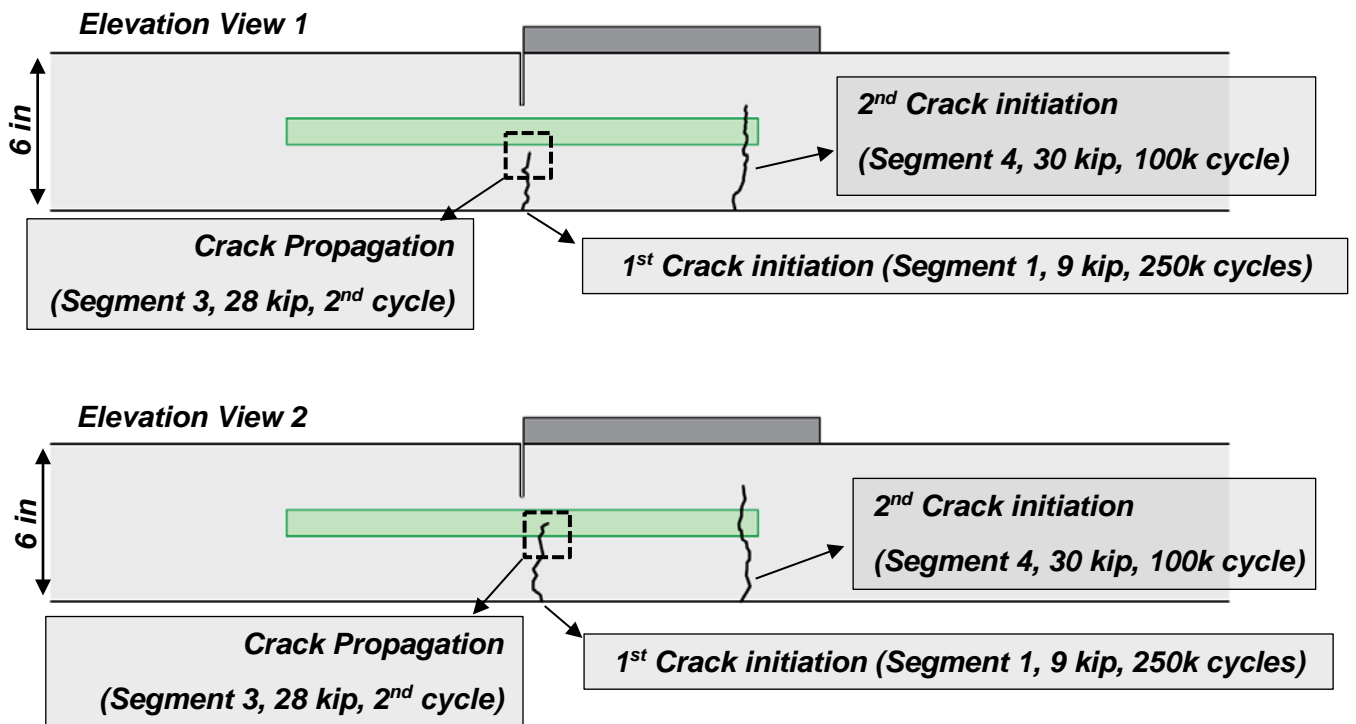 Elevation View 1
6 in
2nd Crack initiation
(Segment 4, 30 kip, 100k cycle)
Crack Propagation
(Segment 3, 28 kip, 2nd cycle)
1st Crack initiation (Segment 1, 9 kip, 250k cycles)
Elevation View 2
6 in
2nd Crack initiation
(Segment 4, 30 kip, 100k cycle)
Crack Propagation
(Segment 3, 28 kip, 2nd cycle)
1st Crack initiation (Segment 1, 9 kip, 250k cycles)